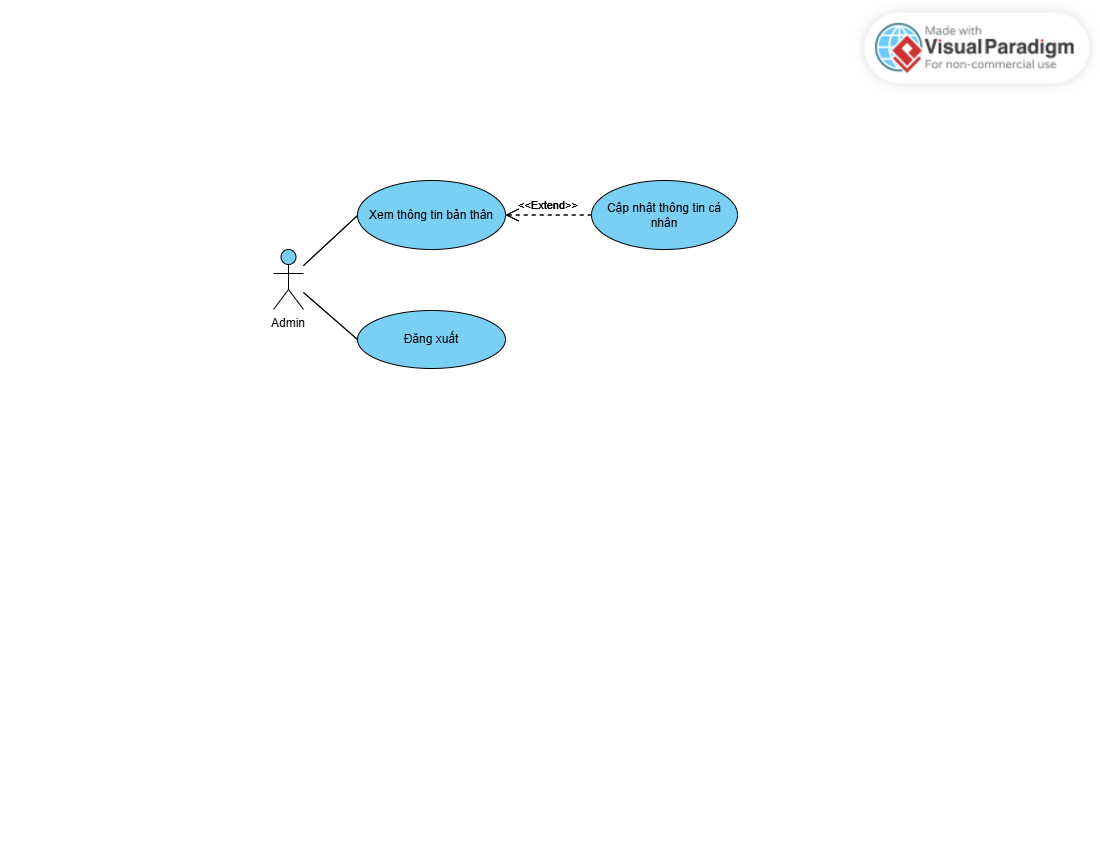 Made with
Visual Paradigm
For non-commercial use
Xem thông tin bản thân
<<Extend>>
Cập nhật thông tin cá
nhân
Admin
Đăng xuất